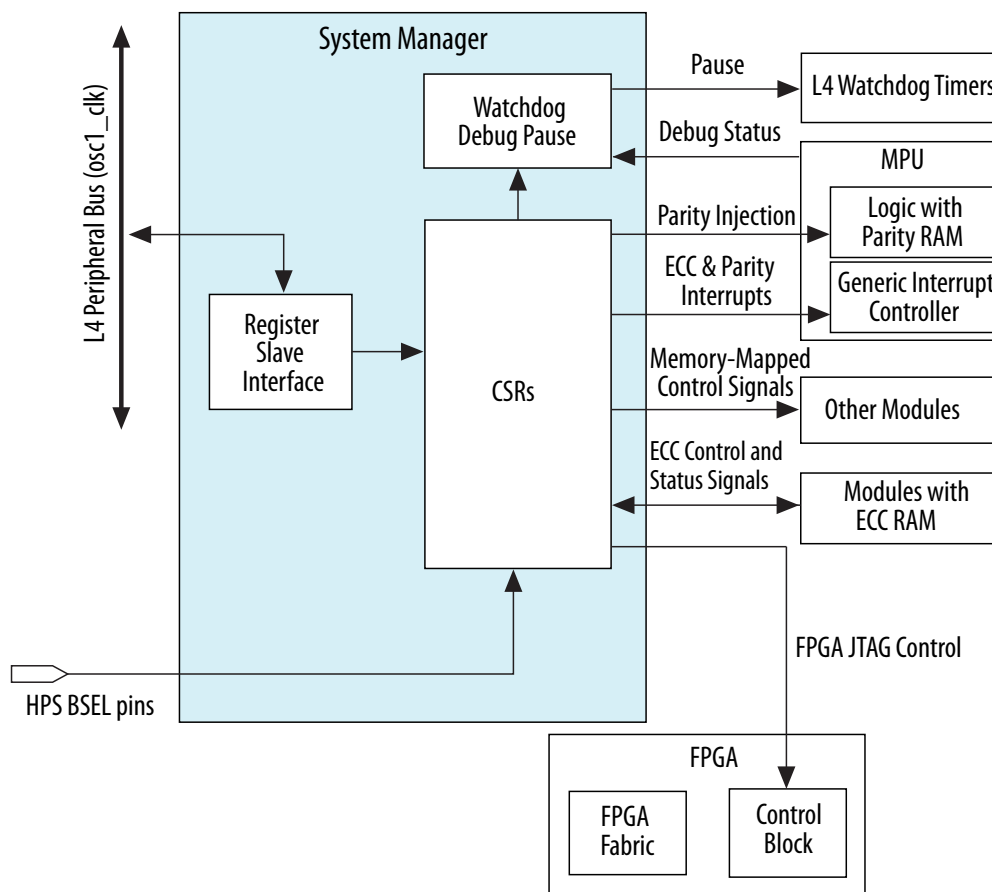 System Manager
L4 Peripheral Bus (osc1_clk)
Watchdog
Debug Pause
Pause
L4 Watchdog Timers
Debug Status
MPU
Parity Injection
Logic with
Parity RAM
ECC & Parity
Interrupts
Generic Interrupt
Controller
Register
Slave
Interface
CSRs
Memory-Mapped
Control Signals
Other Modules
ECC Control and
Status Signals
Modules with
ECC RAM
FPGA JTAG Control
HPS BSEL pins
FPGA
FPGA
Fabric
Control
Block